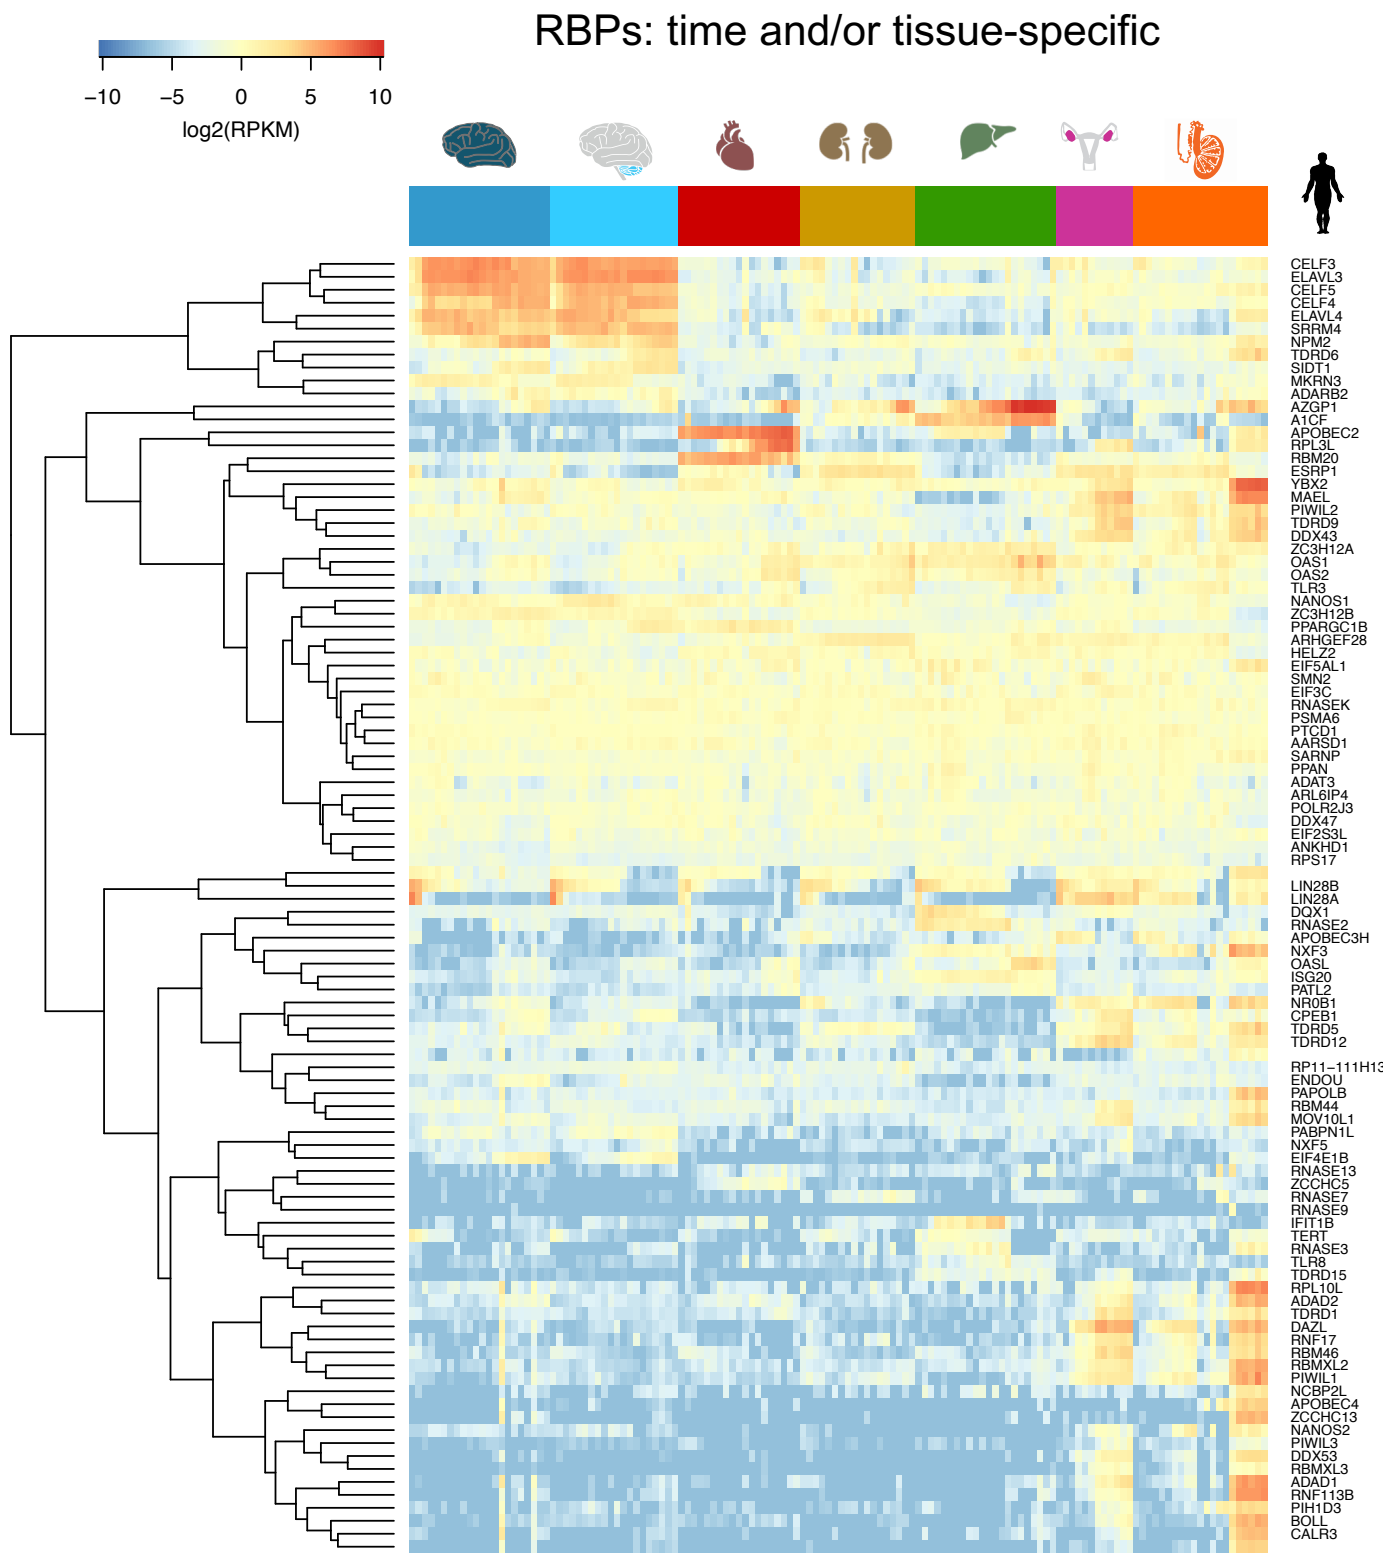 RBPs: time and/or tissue-specific
−10 −5 0 5 10
log2(RPKM)
CELF3
ELAVL3
CELF5
CELF4
ELAVL4
SRRM4
NPM2
TDRD6
SIDT1
MKRN3
ADARB2
AZGP1
A1CF
APOBEC2
RPL3L
RBM20
ESRP1
YBX2
MAEL
PIWIL2
TDRD9
DDX43
ZC3H12A
OAS1
OAS2
TLR3
NANOS1
ZC3H12B
PPARGC1B
ARHGEF28
HELZ2
EIF5AL1
SMN2
EIF3C
RNASEK
PSMA6
PTCD1
AARSD1
SARNP
PPAN
ADAT3
ARL6IP4
POLR2J3
DDX47
EIF2S3L
ANKHD1
RPS17
LIN28B
LIN28A
DQX1
RNASE2
APOBEC3H
NXF3
OASL
ISG20
PATL2
NR0B1
CPEB1
TDRD5
TDRD12
RP11−111H13
ENDOU
PAPOLB
RBM44
MOV10L1
PABPN1L
NXF5
EIF4E1B
RNASE13
ZCCHC5
RNASE7
RNASE9
IFIT1B
TERT
RNASE3
TLR8
TDRD15
RPL10L
ADAD2
TDRD1
DAZL
RNF17
RBM46
RBMXL2
PIWIL1
NCBP2L
APOBEC4
ZCCHC13
NANOS2
PIWIL3
DDX53
RBMXL3
ADAD1
RNF113B
PIH1D3
BOLL
CALR3